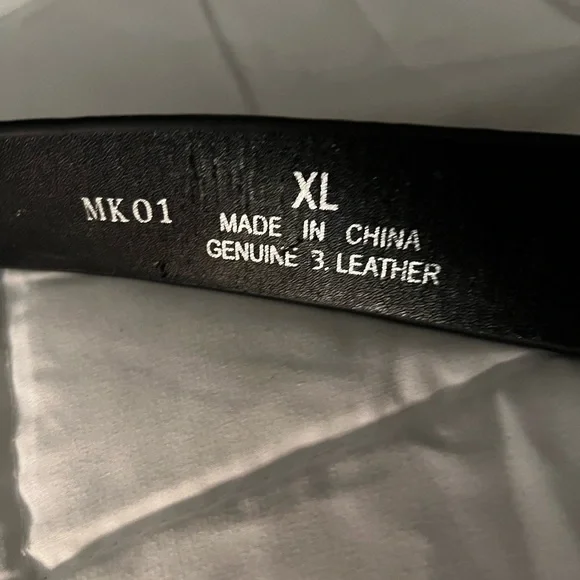 MK01
XL
MADE IN CHINA
GENUINE 3. LEATHER